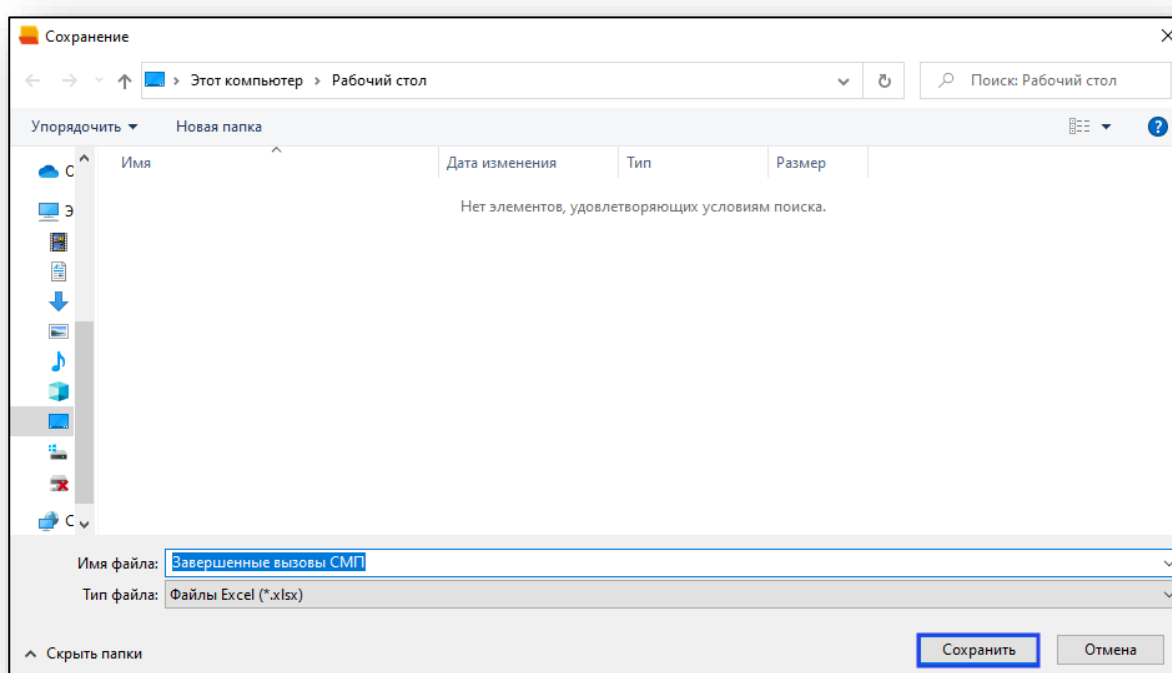 Сохранение
Этот компьютер › Рабочий стол
Поиск: Рабочий стол
Упорядочить
Новая папка
Имя
Дата изменения
Тип
Размер
Нет элементов, удовлетворяющих условиям поиска.
С
Э
С
Имя файла: Завершенные вызовы СМП
Тип файла: Файлы Excel (*.xlsx)
Скрыть папки
Сохранить
Отмена